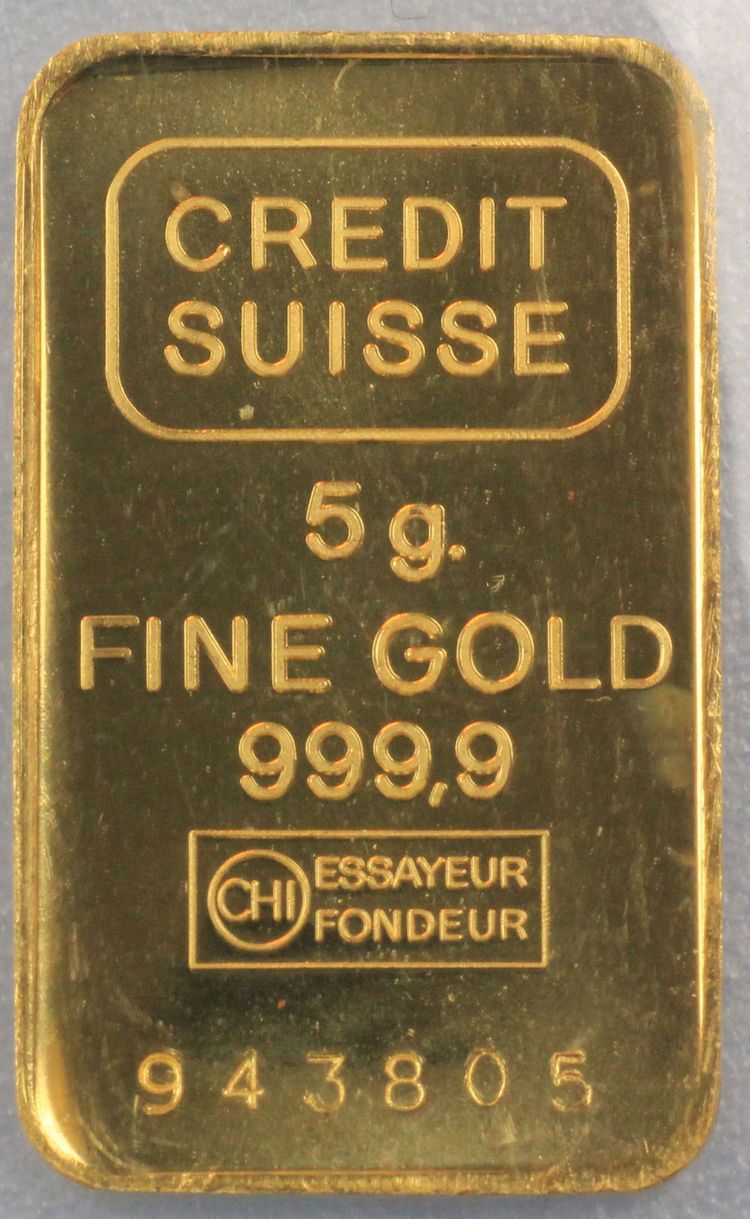 CREDIT
SUISSE
5 g.
FINE GOLD
999,9
CHI ESSAYEUR
FONDEUR
943805